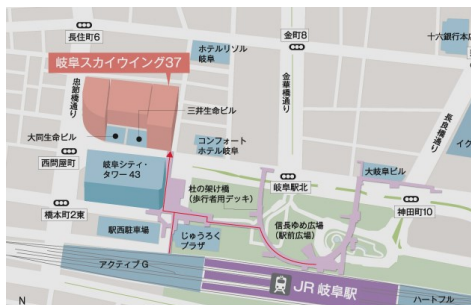 長住町6
金町8
十六銀行本店
ホテルリソル
岐阜
岐阜スカイウイング37
忠節橋通り
金華橋通り
長良橋通り
三井生命ビル
大同生命ビル
コンフォート
ホテル岐阜
イク
西問屋町
岐阜シティ・
タワー43
大岐阜ビル
杜の架け橋
(歩行者用デッキ)
岐阜駅北
神田町10
橋本町2東
信長ゆめ広場
(駅前広場)
駅西駐車場
じゅうろく
プラザ
アクティブG
JR 岐阜駅
ハートフル
N